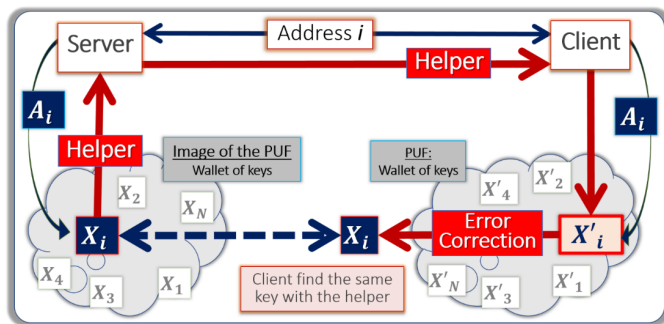 Server
Address i
Client
Helper
A_i
A_i
Helper
Image of the PUF
Wallet of keys
PUF:
Wallet of keys
X_2
X_N
X'_4
X'_2
X_i
X_i
Error
Correction
X'_i
X_4
X_3
X_1
Client find the same
key with the helper
X'_N
X'_3
X'_1